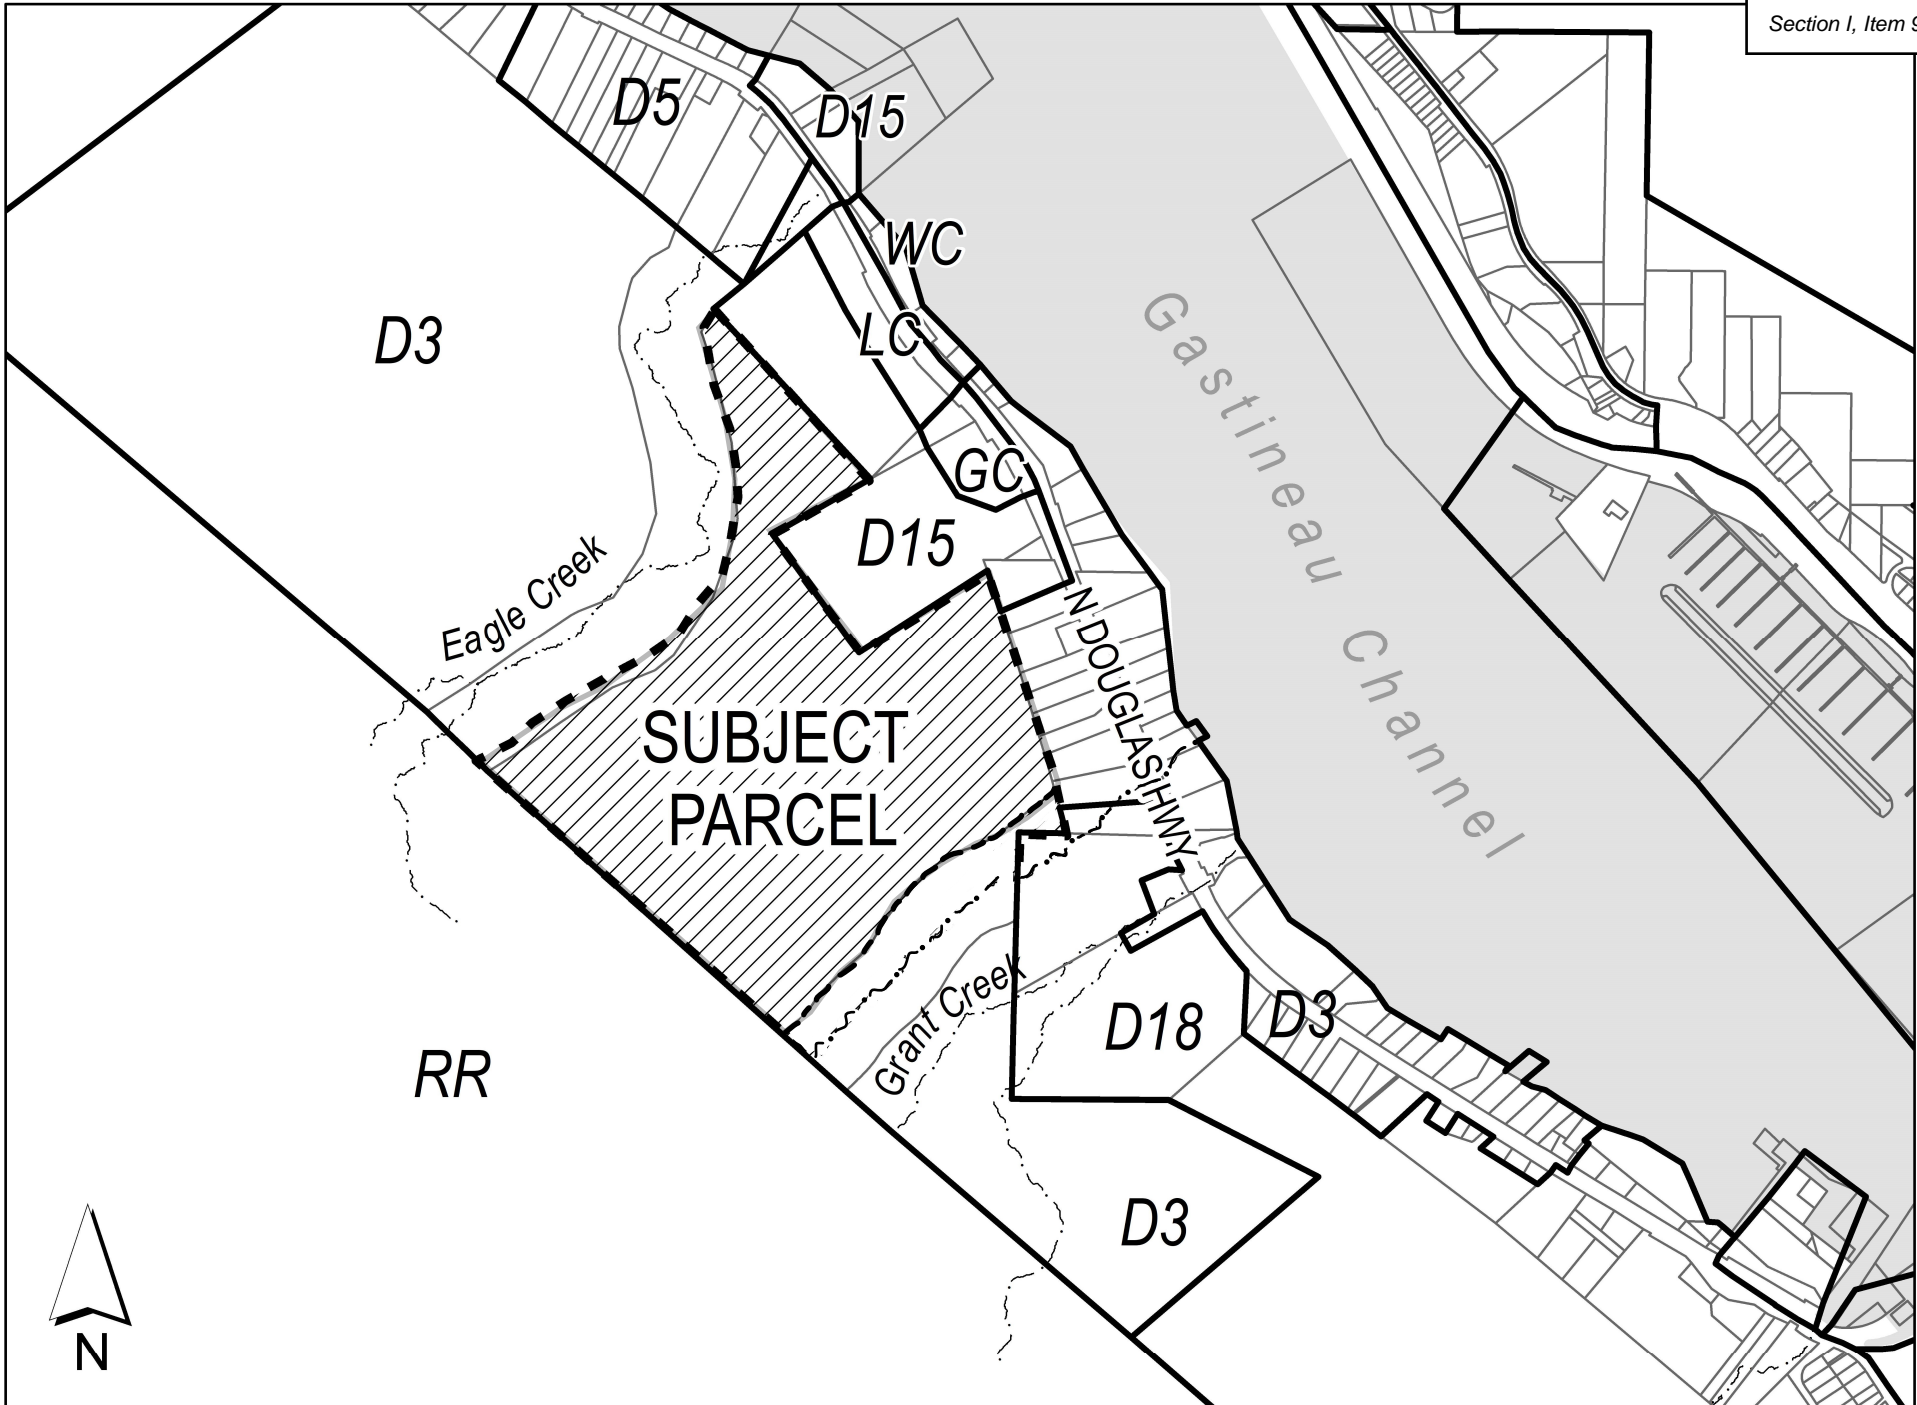 Section I, Item 9
D5
D15
WC
D3
LC
GC
D15
Gastineau Channel
Eagle Creek
N DOUGLAS HWY
SUBJECT
PARCEL
Grant Creek
D18
D3
RR
D3
N